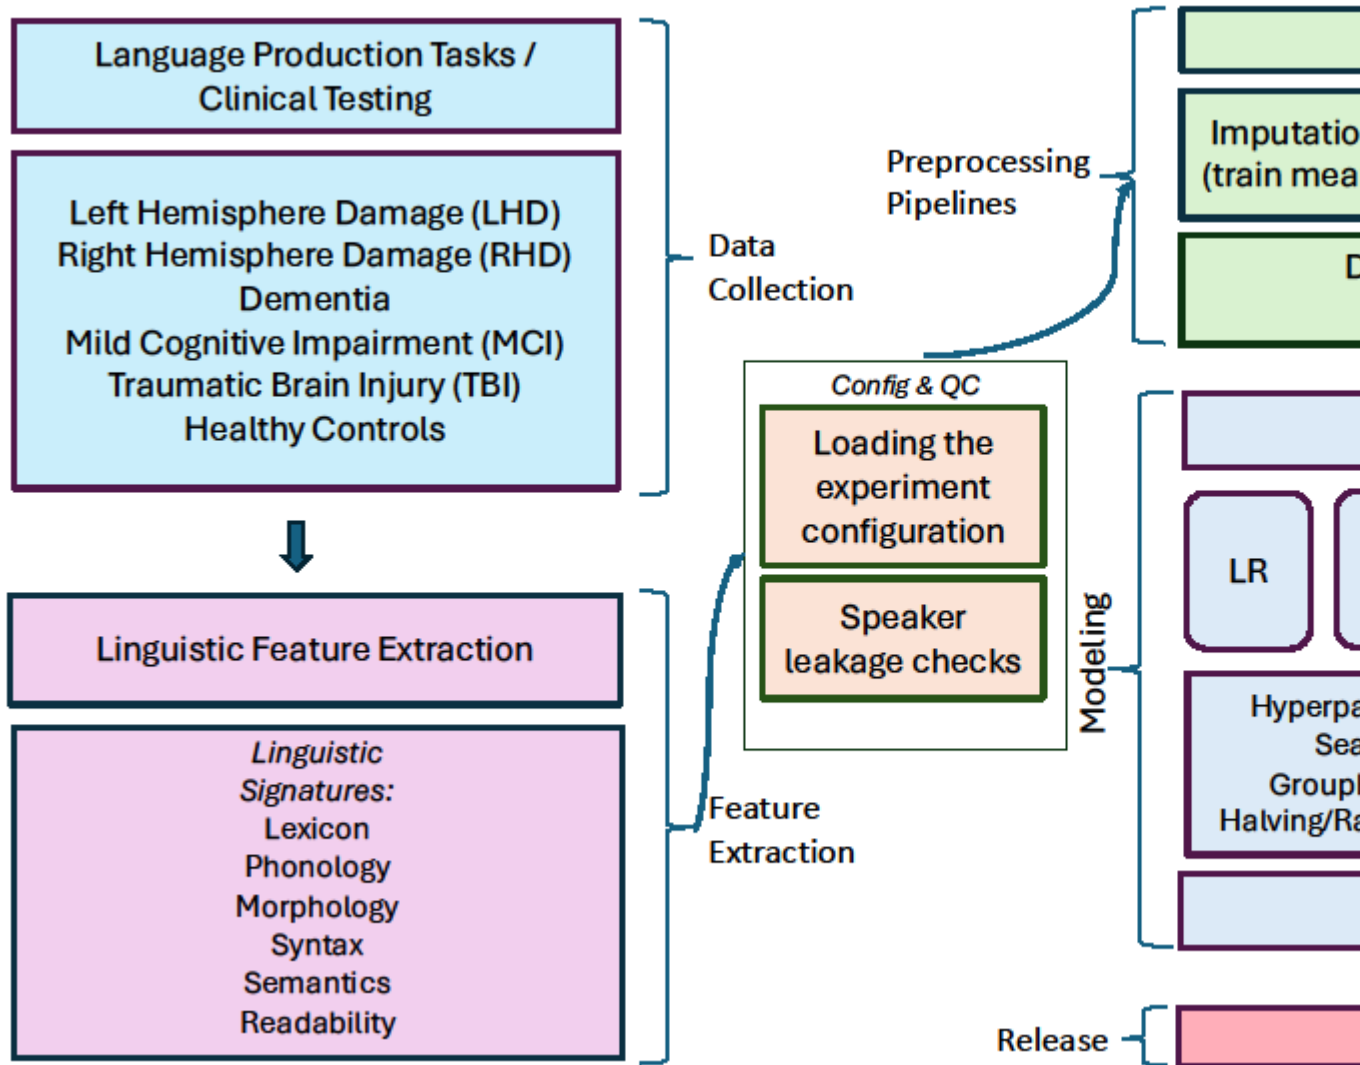 Language Production Tasks /
Clinical Testing
Left Hemisphere Damage (LHD)
Right Hemisphere Damage (RHD)
Dementia
Mild Cognitive Impairment (MCI)
Traumatic Brain Injury (TBI)
Healthy Controls
Data
Collection
Linguistic Feature Extraction
Linguistic
Signatures:
Lexicon
Phonology
Morphology
Syntax
Semantics
Readability
Feature
Extraction
Config & QC
Loading the
experiment
configuration
Speaker
leakage checks
Preprocessing
Pipelines
(train
Modeling
LR
Halving/
Release